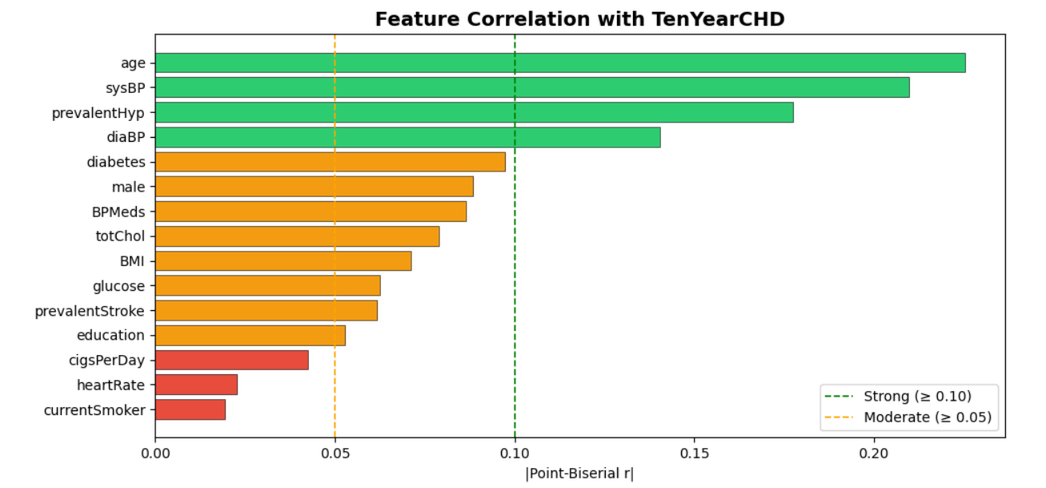 Feature Correlation with TenYearCHD
age
sysBP
prevalentHyp
diaBP
diabetes
male
BPMeds
totChol
BMI
glucose
prevalentStroke
education
cigsPerDay
heartRate
currentSmoker
Strong (≥ 0.10)
Moderate (≥ 0.05)
0.00 0.05 0.10 0.15 0.20
|Point-Biserial r|